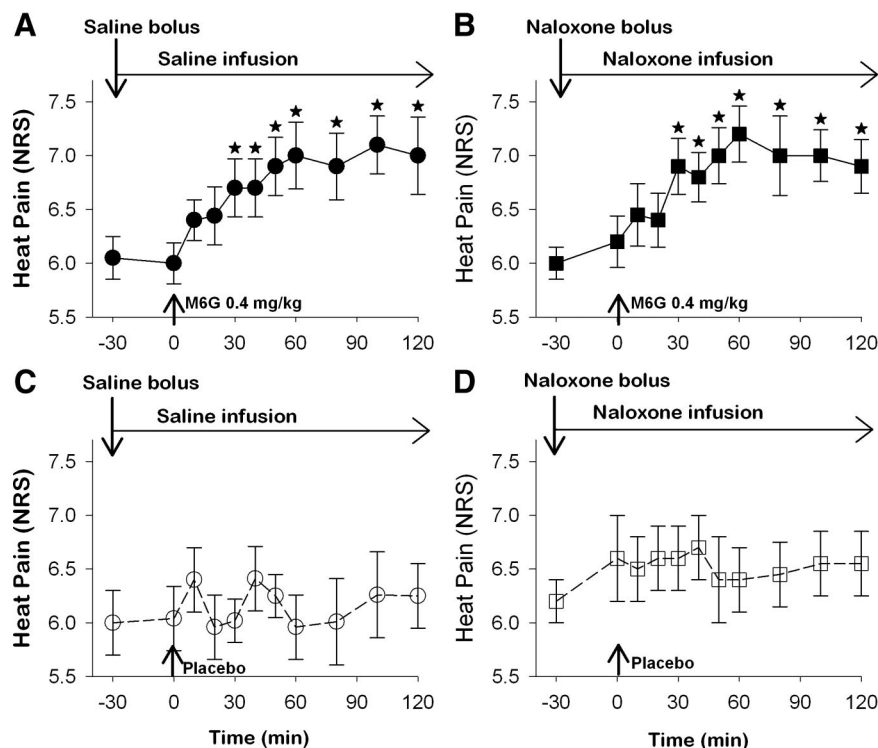 A
Saline bolus
Saline infusion
Heat Pain (NRS)
7.5
7.0
6.5
6.0
5.5
★ ★ ★ ★ ★ ★ ★
M6G 0.4 mg/kg
-30 0 30 60 90 120
B
Naloxone bolus
Naloxone infusion
Heat Pain (NRS)
7.5
7.0
6.5
6.0
5.5
★ ★ ★ ★ ★ ★ ★
M6G 0.4 mg/kg
-30 0 30 60 90 120
C
Saline bolus
Saline infusion
Heat Pain (NRS)
7.5
7.0
6.5
6.0
5.5
Placebo
-30 0 30 60 90 120
Time (min)
D
Naloxone bolus
Naloxone infusion
Heat Pain (NRS)
7.5
7.0
6.5
6.0
5.5
Placebo
-30 0 30 60 90 120
Time (min)